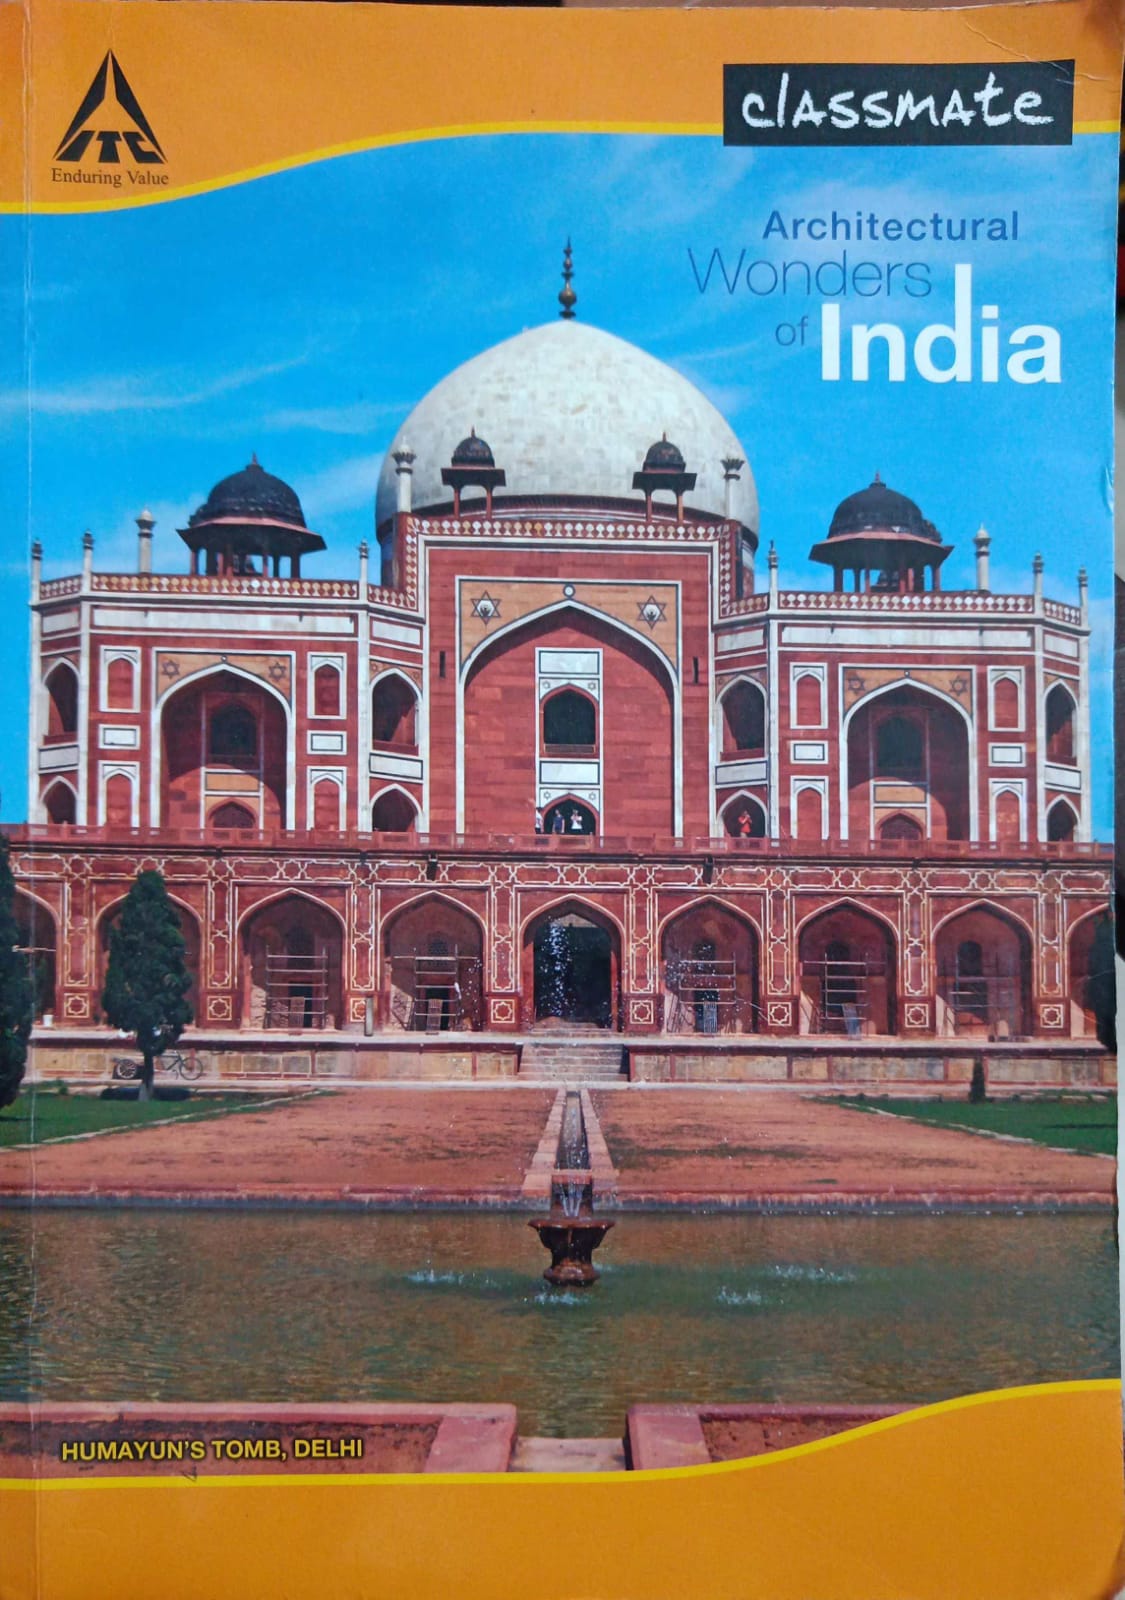 ITC
Enduring Value
classmate
Architectural
Wonders
of India
HUMAYUN'S TOMB, DELHI